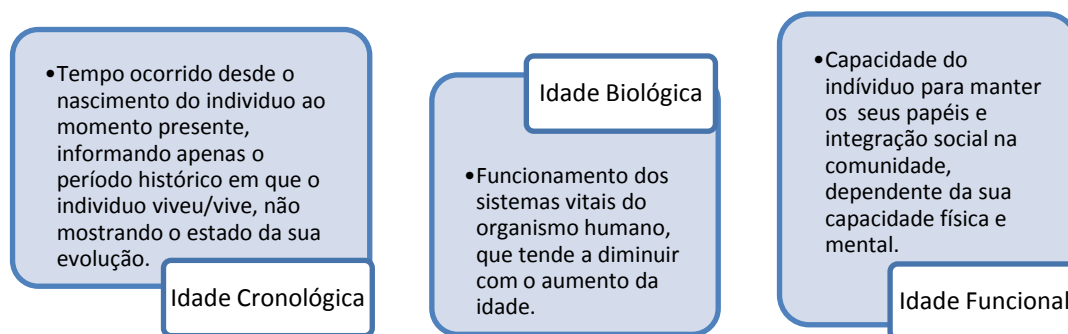 •Tempo ocorrido desde o
nascimento do individuo ao
momento presente,
informando apenas o
período histórico em que o
individuo viveu/vive, não
mostrando o estado da sua
evolução.
Idade Cronológica
Idade Biológica
•Funcionamento dos
sistemas vitais do
organismo humano,
que tende a diminuir
com o aumento da
idade.
•Capacidade do
indíviduo para manter
os seus papéis e
integração social na
comunidade,
dependente da sua
capacidade física e
mental.
Idade Funcional